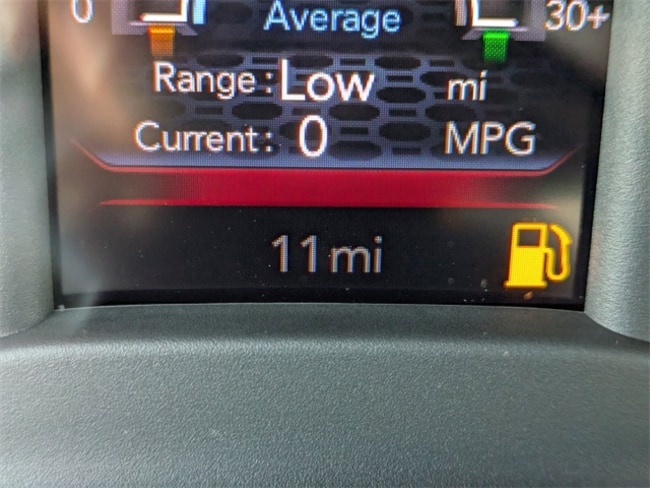 0 Average 30+
Range: Low mi
Current: 0 MPG
11 mi